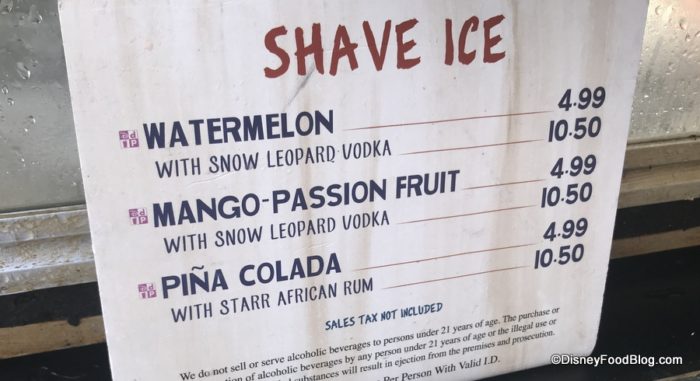 SHAVE ICE
WATERMELON 4.99
WITH SNOW LEOPARD VODKA 10.50
MANGO-PASSION FRUIT 4.99
WITH SNOW LEOPARD VODKA 10.50
PIÑA COLADA 4.99
WITH STARR AFRICAN RUM 10.50
SALES TAX NOT INCLUDED
We do not sell or serve alcoholic beverages to persons under 21 years of age. The purchase or
of alcoholic beverages by any person under 21 years of age or the illegal use or
substances will result in ejection from the premises and prosecution.
Per Person With Valid I.D.
©DisneyFoodBlog.com